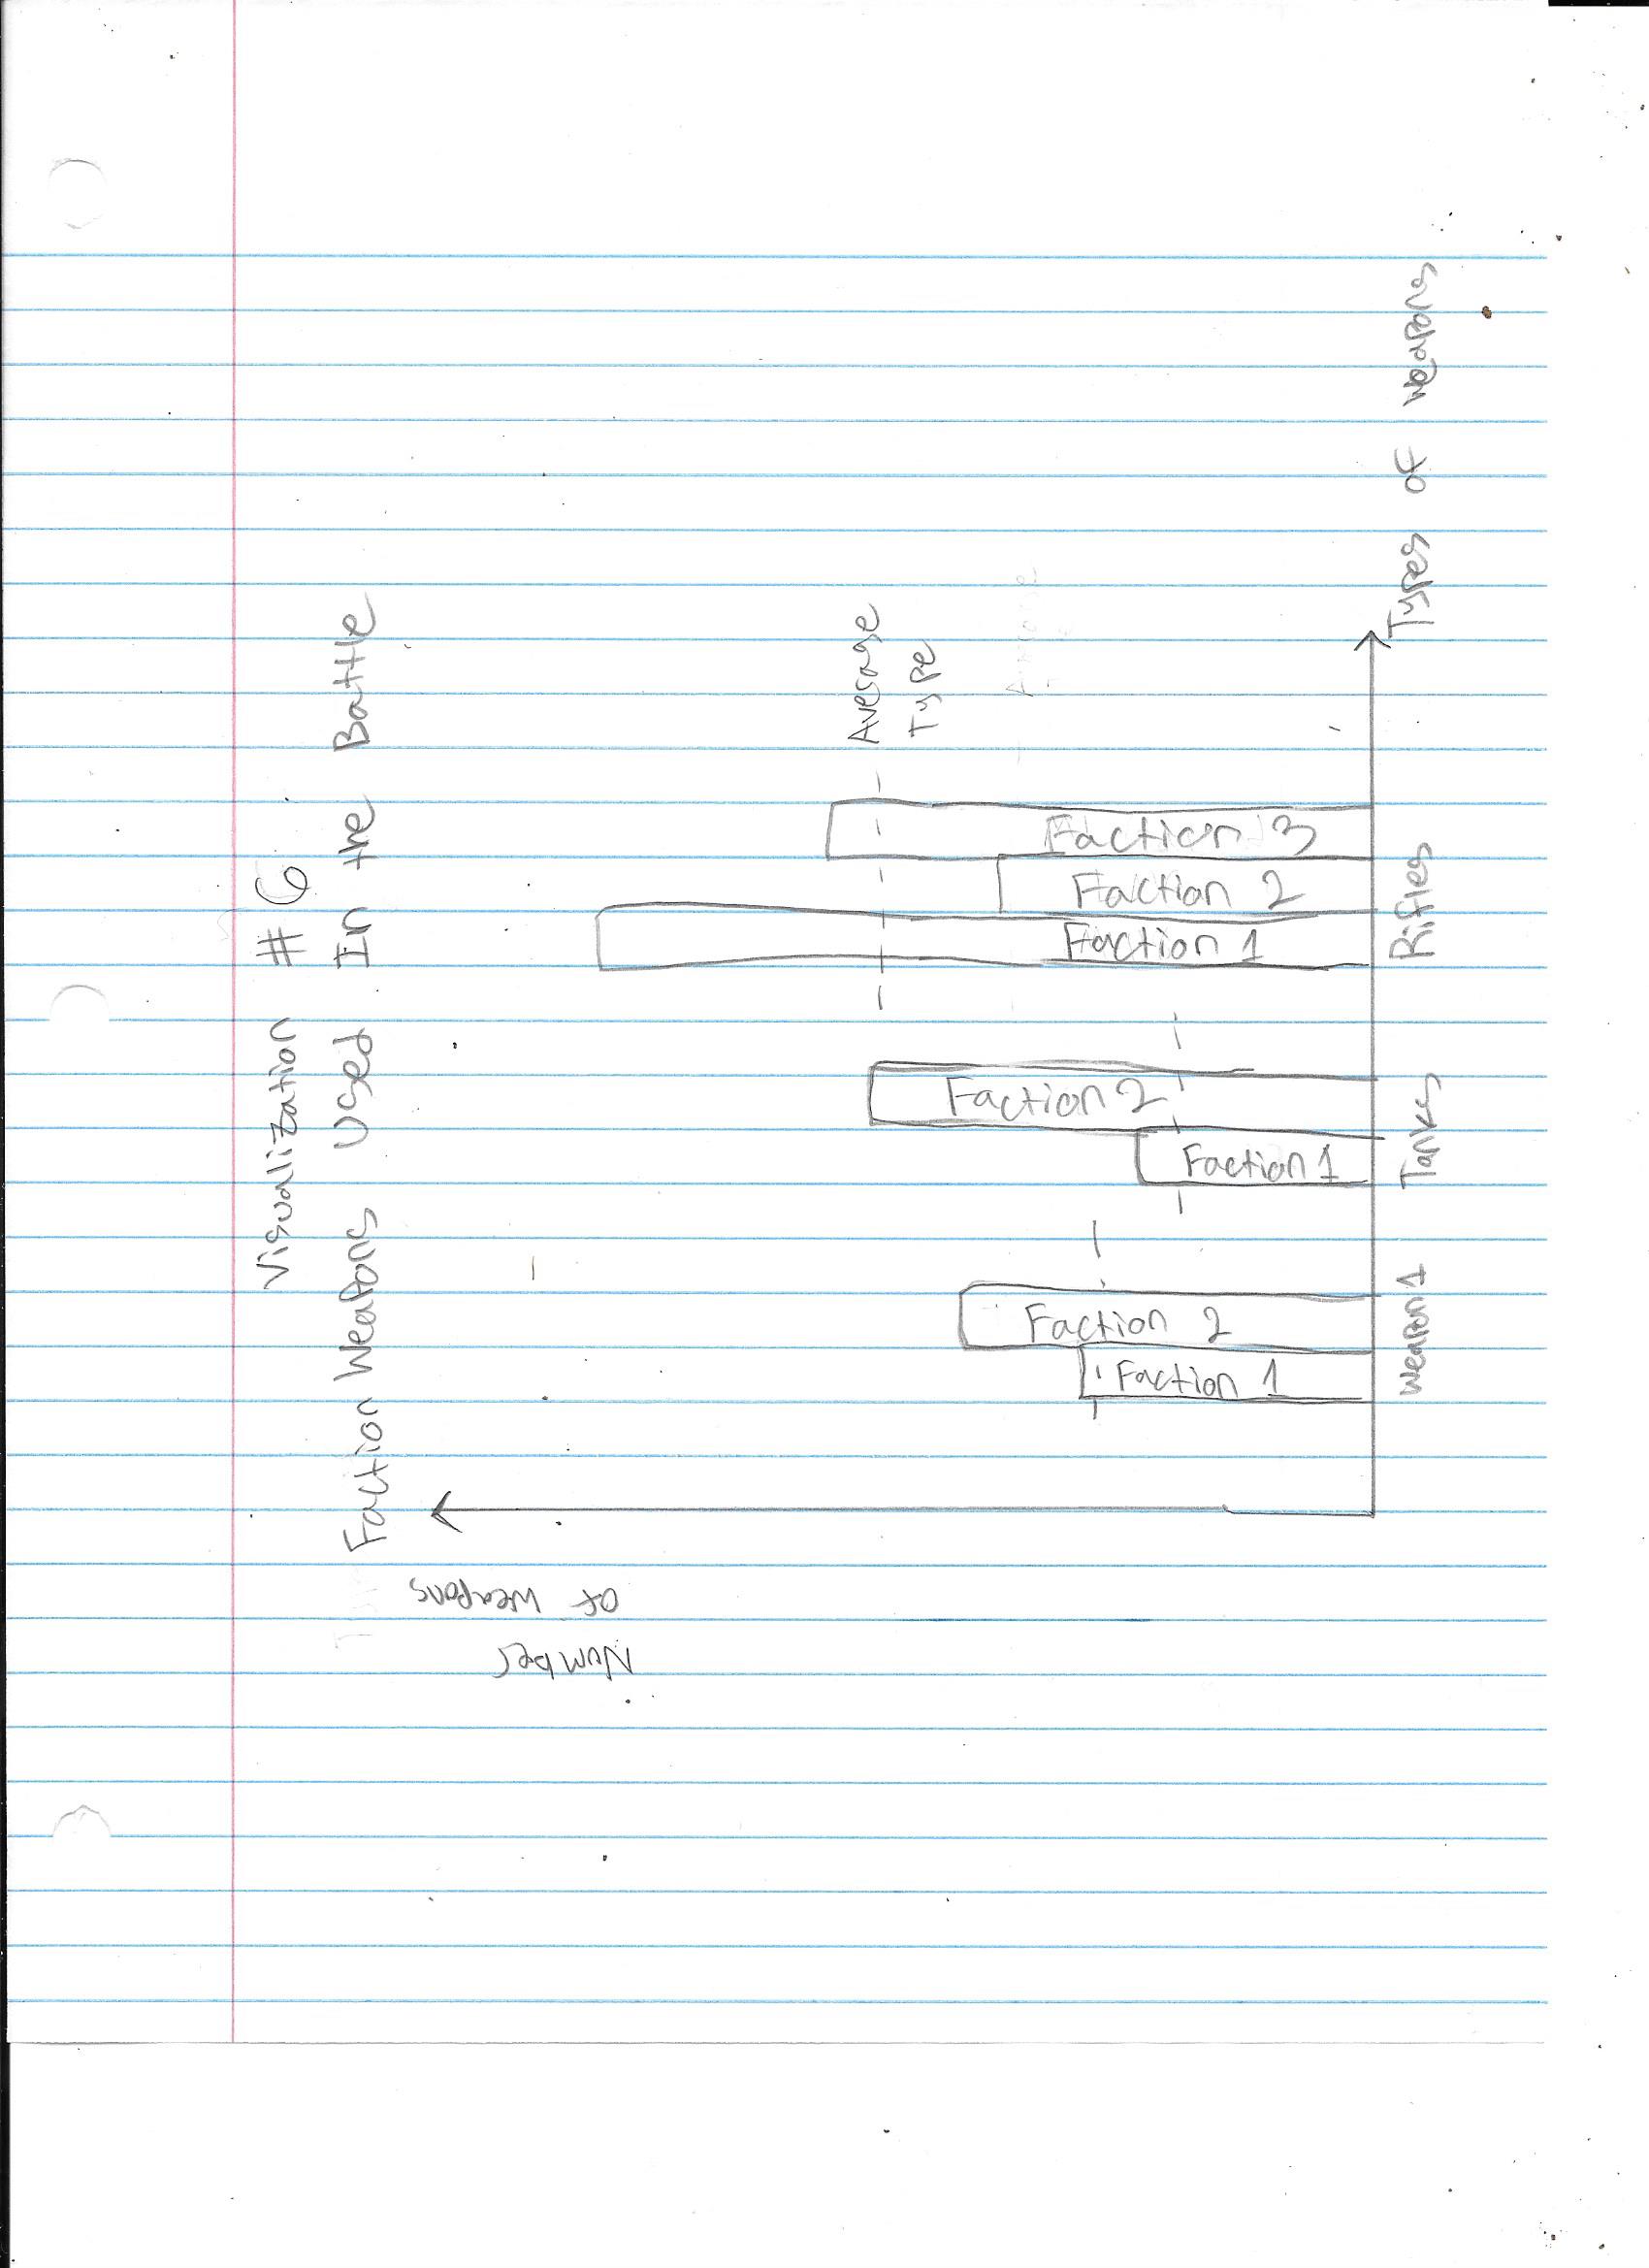 Visualization #6
Faction Weapons Used In the Battle
Number
of weapons
Average
Type
Faction 1
Faction 2
Faction 1
Faction 2
Faction 1
Faction 2
Faction 3
weapon 1
Tanks
Rifles
Types of weapons